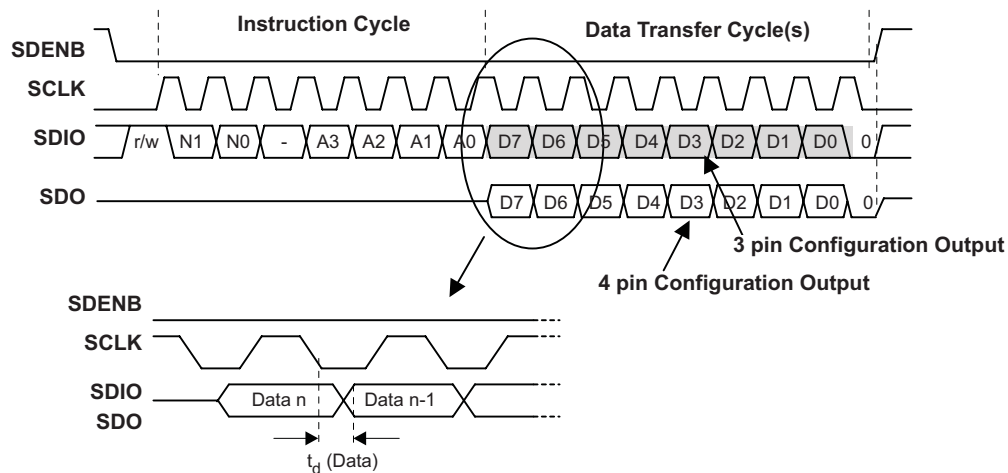 Instruction Cycle
Data Transfer Cycle(s)
SDENB
SCLK
SDIO r/w N1 N0 - A3 A2 A1 A0 D7 D6 D5 D4 D3 D2 D1 D0 0
SDO D7 D6 D5 D4 D3 D2 D1 D0 0
3 pin Configuration Output
4 pin Configuration Output
SDENB
SCLK
SDIO
SDO
Data n Data n-1
td (Data)